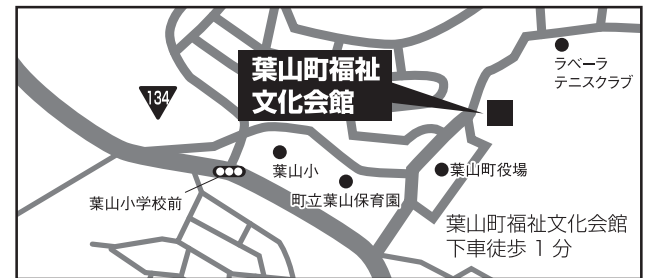 葉山町福祉
文化会館
ラベーラ
テニスクラブ
134
葉山小
葉山町役場
町立葉山保育園
葉山小学校前
葉山町福祉文化会館
下車徒歩 1 分